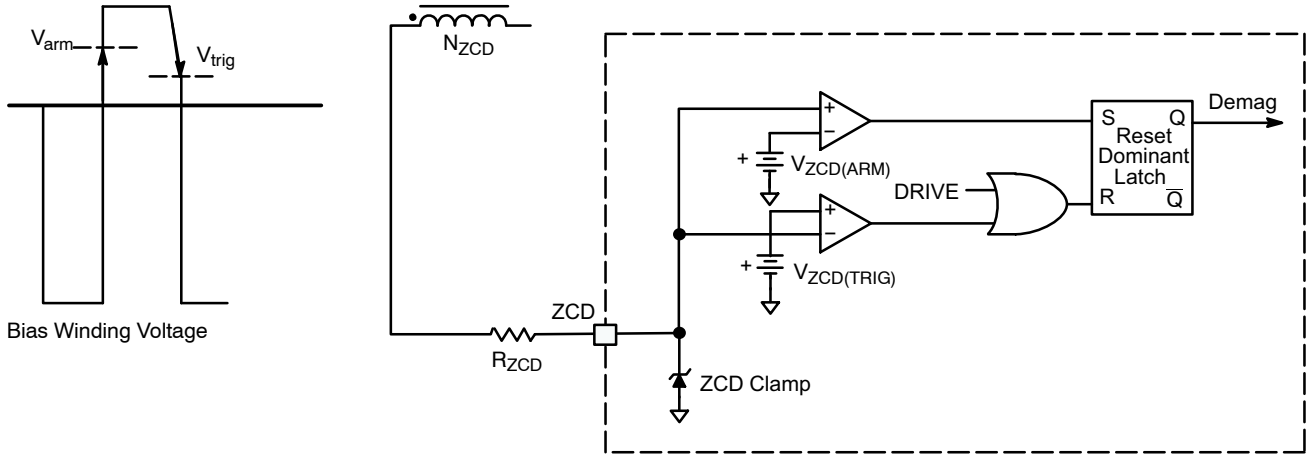 V_arm
V_trig
Bias Winding Voltage
N_ZCD
R_ZCD
ZCD
ZCD Clamp
+
−
+
V_ZCD(ARM)
+
−
+
V_ZCD(TRIG)
DRIVE
S Q
Reset
Dominant
Latch
R Q̅
Demag